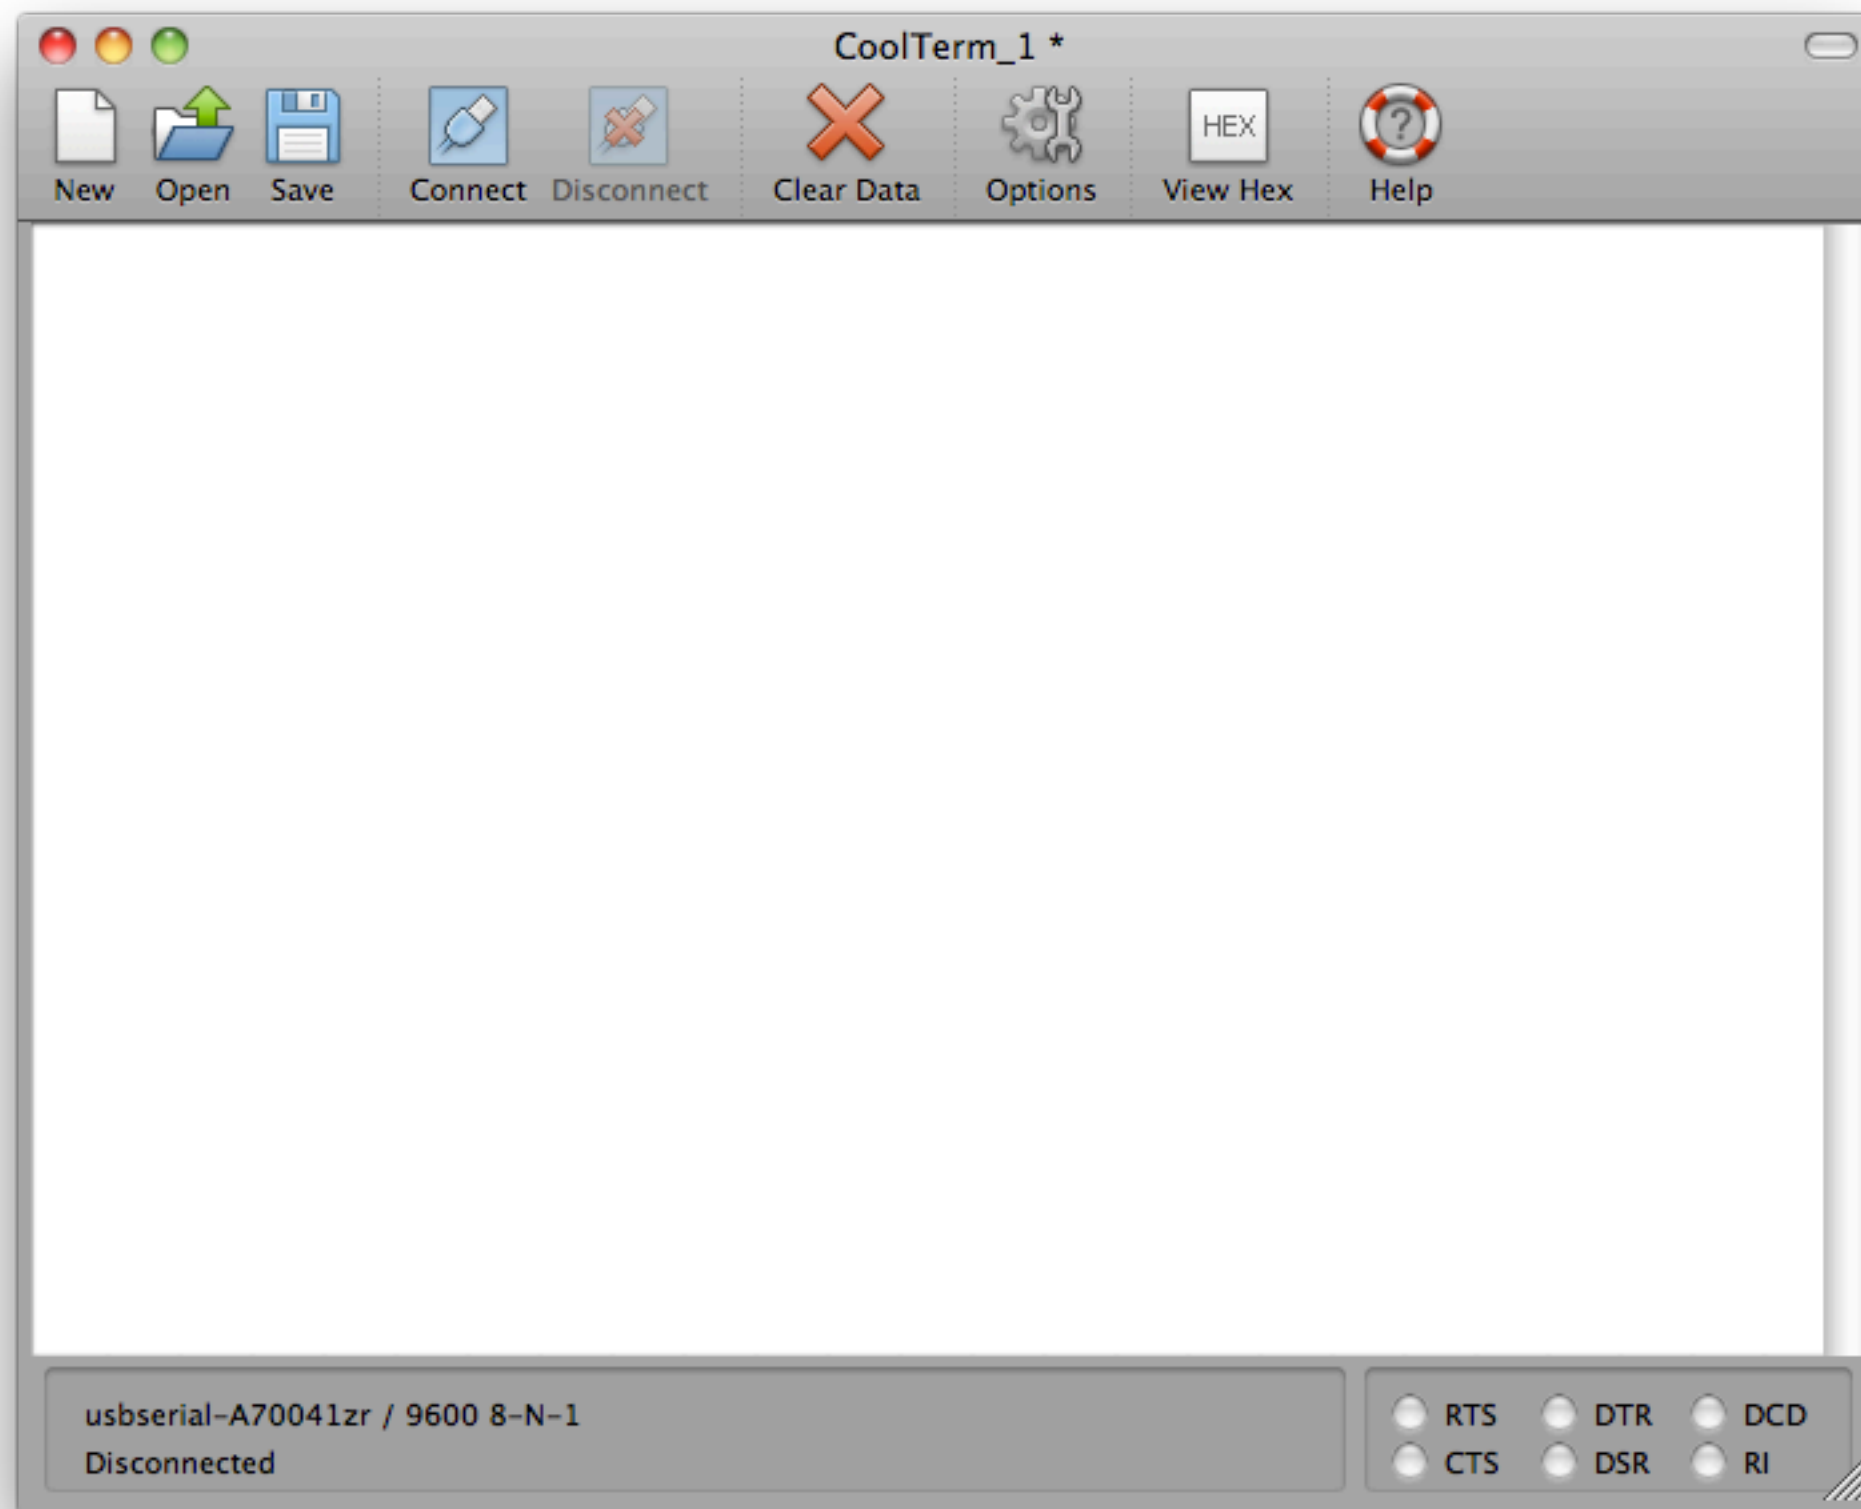 CoolTerm_1 *
HEX
?
New Open Save Connect Disconnect Clear Data Options View Hex Help
usbserial-A70041zr / 9600 8-N-1
Disconnected
RTS DTR DCD
CTS DSR RI